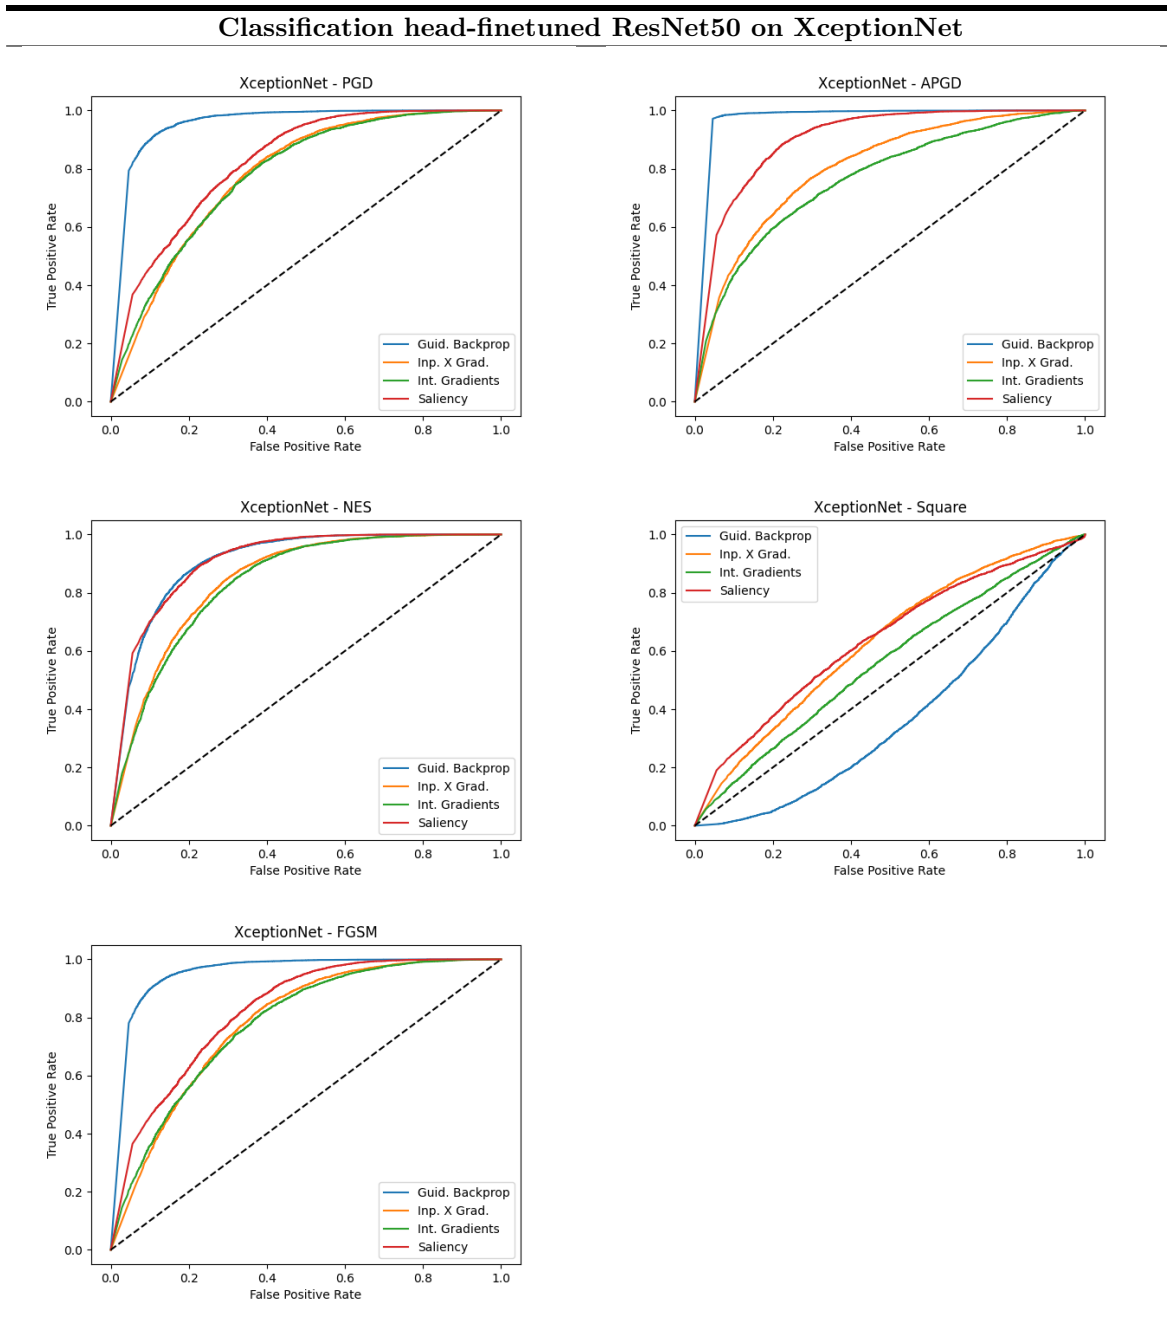 Classification head-finetuned ResNet50 on XceptionNet
XceptionNet - PGD
1.0
0.8
0.6
0.4
0.2
0.0
True Positive Rate
Guid. Backprop
Inp. X Grad.
Int. Gradients
Saliency
0.0 0.2 0.4 0.6 0.8 1.0
False Positive Rate
XceptionNet - APGD
1.0
0.8
0.6
0.4
0.2
0.0
True Positive Rate
Guid. Backprop
Inp. X Grad.
Int. Gradients
Saliency
0.0 0.2 0.4 0.6 0.8 1.0
False Positive Rate
XceptionNet - NES
1.0
0.8
0.6
0.4
0.2
0.0
True Positive Rate
Guid. Backprop
Inp. X Grad.
Int. Gradients
Saliency
0.0 0.2 0.4 0.6 0.8 1.0
False Positive Rate
XceptionNet - Square
1.0
0.8
0.6
0.4
0.2
0.0
True Positive Rate
Guid. Backprop
Inp. X Grad.
Int. Gradients
Saliency
0.0 0.2 0.4 0.6 0.8 1.0
False Positive Rate
XceptionNet - FGSM
1.0
0.8
0.6
0.4
0.2
0.0
True Positive Rate
Guid. Backprop
Inp. X Grad.
Int. Gradients
Saliency
0.0 0.2 0.4 0.6 0.8 1.0
False Positive Rate